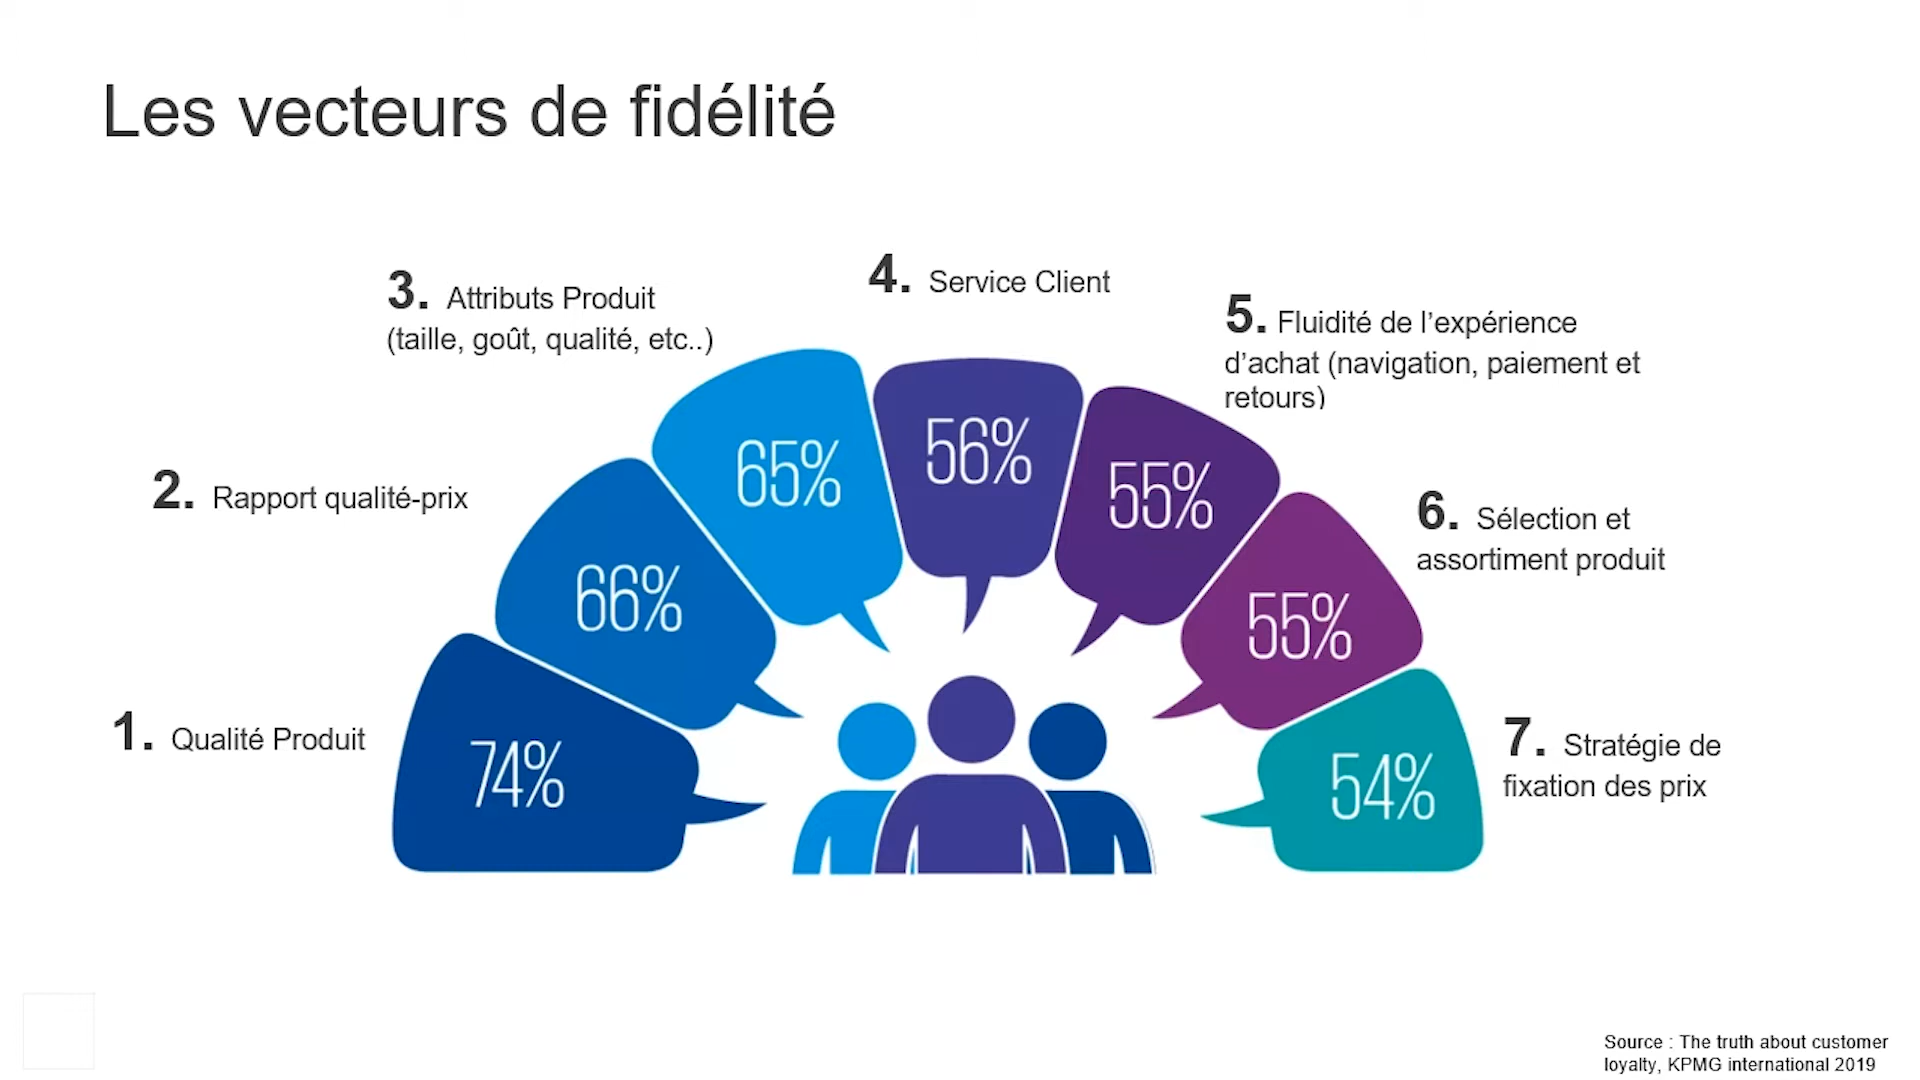 Les vecteurs de fidélité
3. Attributs Produit
(taille, goût, qualité, etc..)
4. Service Client
5. Fluidité de l’expérience
d’achat (navigation, paiement et
retours)
2. Rapport qualité-prix
6. Sélection et
assortiment produit
1. Qualité Produit
7. Stratégie de
fixation des prix
74%
66%
65%
56%
55%
55%
54%
Source : The truth about customer
loyalty, KPMG international 2019